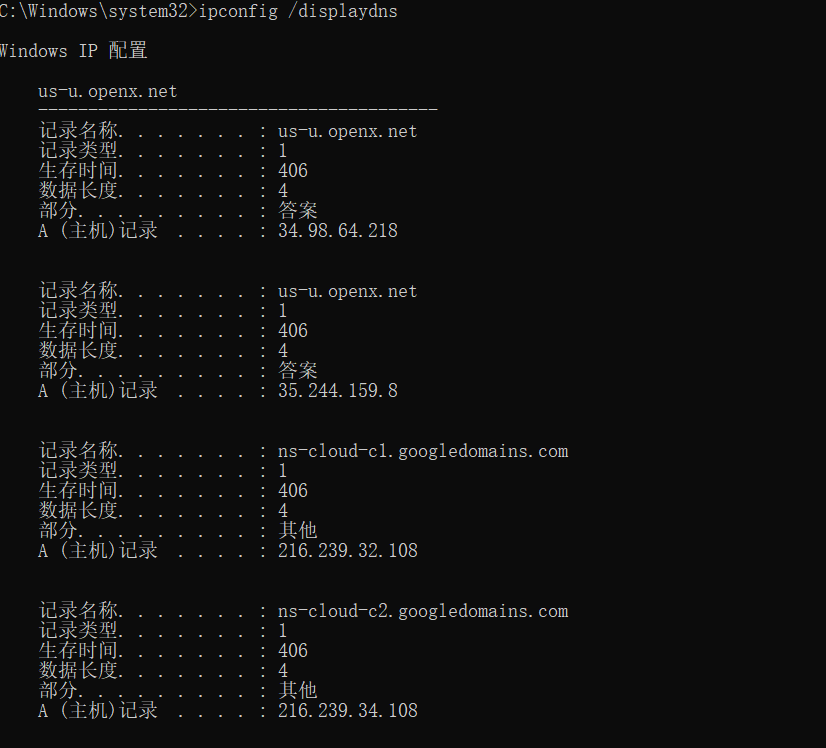 C:\Windows\system32>ipconfig /displaydns
Windows IP 配置
us-u.openx.net
----------------------------------------
记录名称. . . . . . . : us-u.openx.net
记录类型. . . . . . . : 1
生存时间. . . . . . . : 406
数据长度. . . . . . . : 4
部分. . . . . . . . . : 答案
A (主机)记录  . . . . : 34.98.64.218
记录名称. . . . . . . : us-u.openx.net
记录类型. . . . . . . : 1
生存时间. . . . . . . : 406
数据长度. . . . . . . : 4
部分. . . . . . . . . : 答案
A (主机)记录  . . . . : 35.244.159.8
记录名称. . . . . . . : ns-cloud-c1.googledomains.com
记录类型. . . . . . . : 1
生存时间. . . . . . . : 406
数据长度. . . . . . . : 4
部分. . . . . . . . . : 其他
A (主机)记录  . . . . : 216.239.32.108
记录名称. . . . . . . : ns-cloud-c2.googledomains.com
记录类型. . . . . . . : 1
生存时间. . . . . . . : 406
数据长度. . . . . . . : 4
部分. . . . . . . . . : 其他
A (主机)记录  . . . . : 216.239.34.108